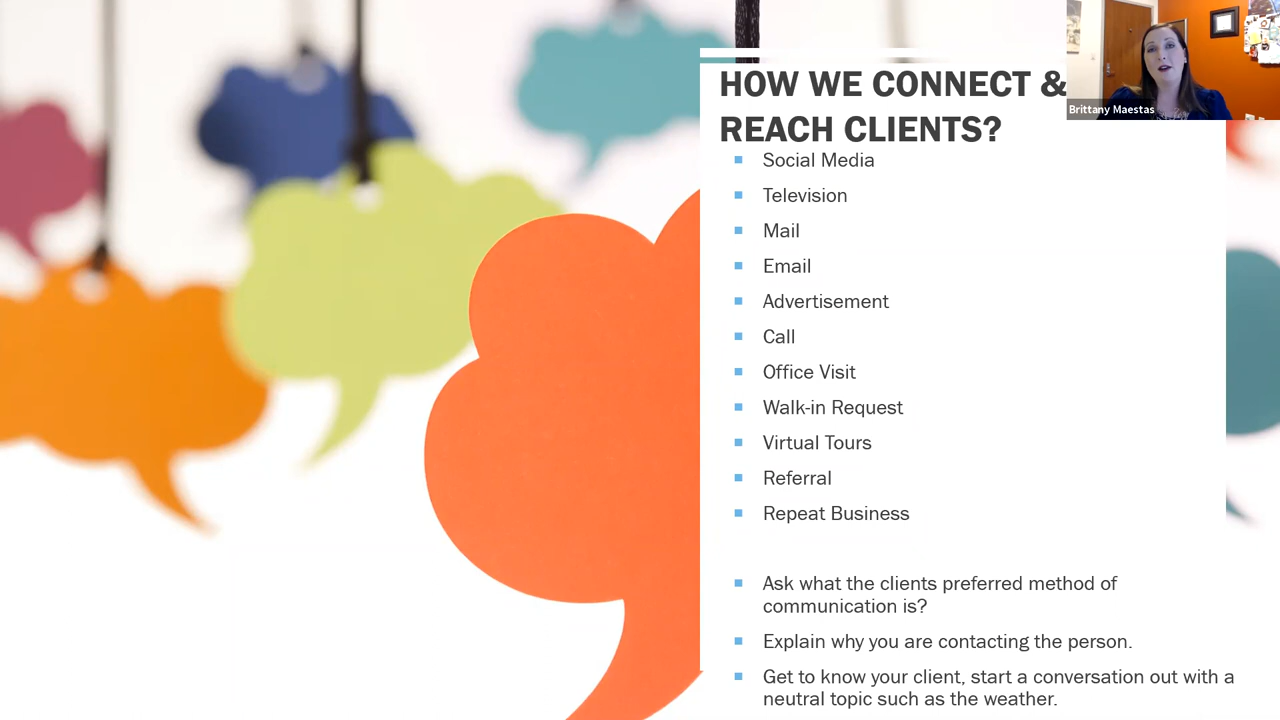 HOW WE CONNECT &
REACH CLIENTS?
Brittany Maestas
Social Media
Television
Mail
Email
Advertisement
Call
Office Visit
Walk-in Request
Virtual Tours
Referral
Repeat Business
Ask what the clients preferred method of
communication is?
Explain why you are contacting the person.
Get to know your client, start a conversation out with a
neutral topic such as the weather.